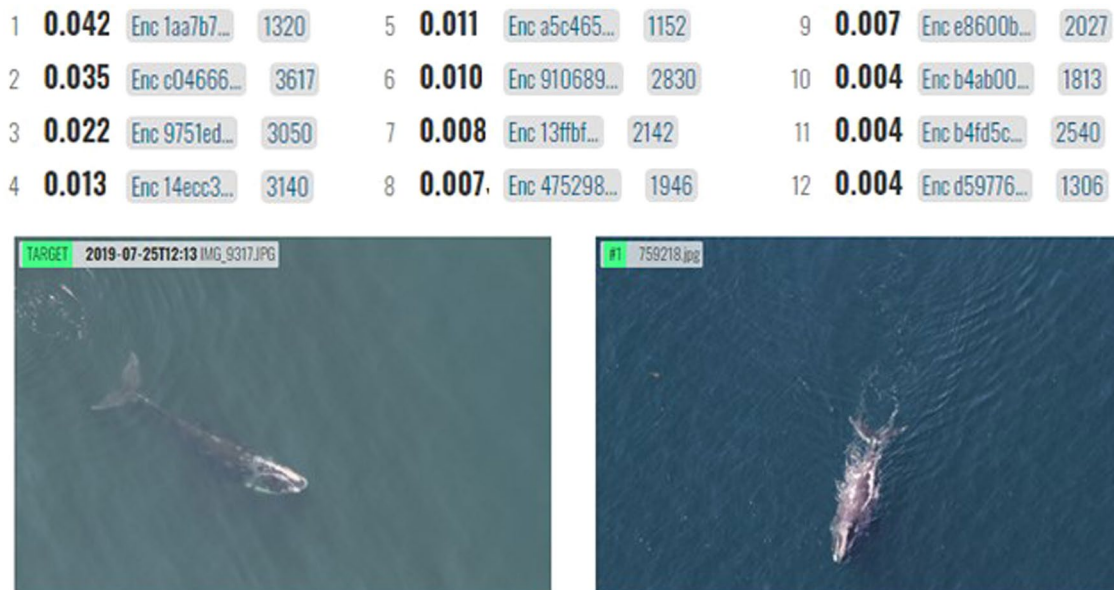 1 0.042 Enc 1aa7b7... 1320
2 0.035 Enc c04666... 3617
3 0.022 Enc 9751ed... 3050
4 0.013 Enc 14ecc3... 3140
5 0.011 Enc a5c465... 1152
6 0.010 Enc 910689... 2830
7 0.008 Enc 13ffbf... 2142
8 0.007 Enc 475298... 1946
9 0.007 Enc e8600b... 2027
10 0.004 Enc b4ab00... 1813
11 0.004 Enc b4fd5c... 2540
12 0.004 Enc d59776... 1306
TARGET 2019-07-25T12:13 IMG_9317.JPG
#1 759218.jpg